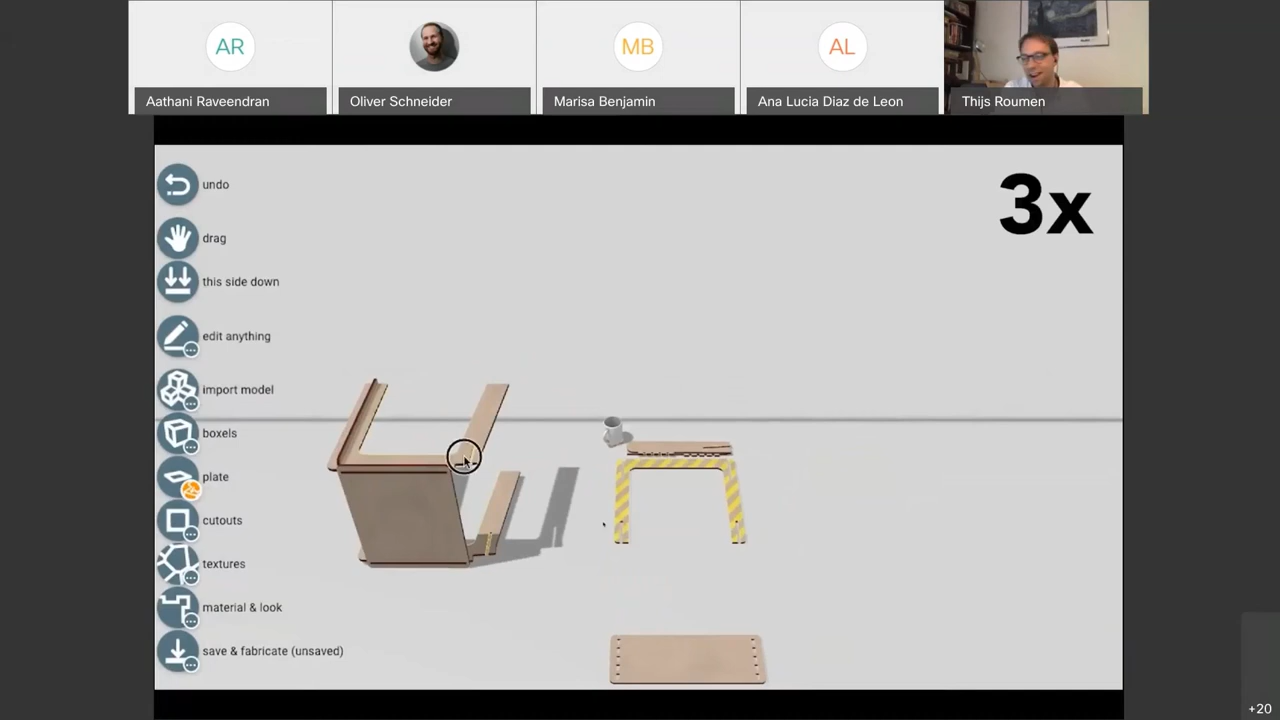 AR
MB
AL
Aathani Raveendran
Oliver Schneider
Marisa Benjamin
Ana Lucia Diaz de Leon
Thijs Roumen
3x
undo
drag
this side down
edit anything
import model
boxels
plate
cutouts
textures
material & look
save & fabricate (unsaved)
+20